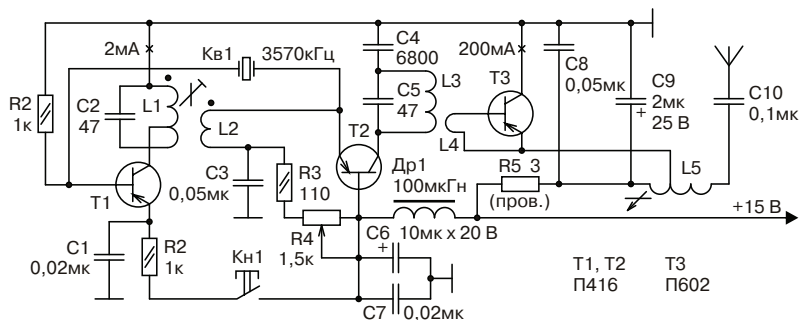 2мА
Кв1
3570кГц
C4
6800
200мА
C8
0,05мк
C9
2мк
25 В
+
C10
0,1мк
R2
1к
C2
47
L1
L2
C5
47
L3
T3
T2
L4
C3
0,05мк
R3
110
Др1
100мкГн
R5 3
(пров.)
L5
T1
+15 В
C1
0,02мк
R2
1к
Кн1
R4
1,5к
C6
10мк x 20 В
+
C7
0,02мк
T1, T2
П416
T3
П602